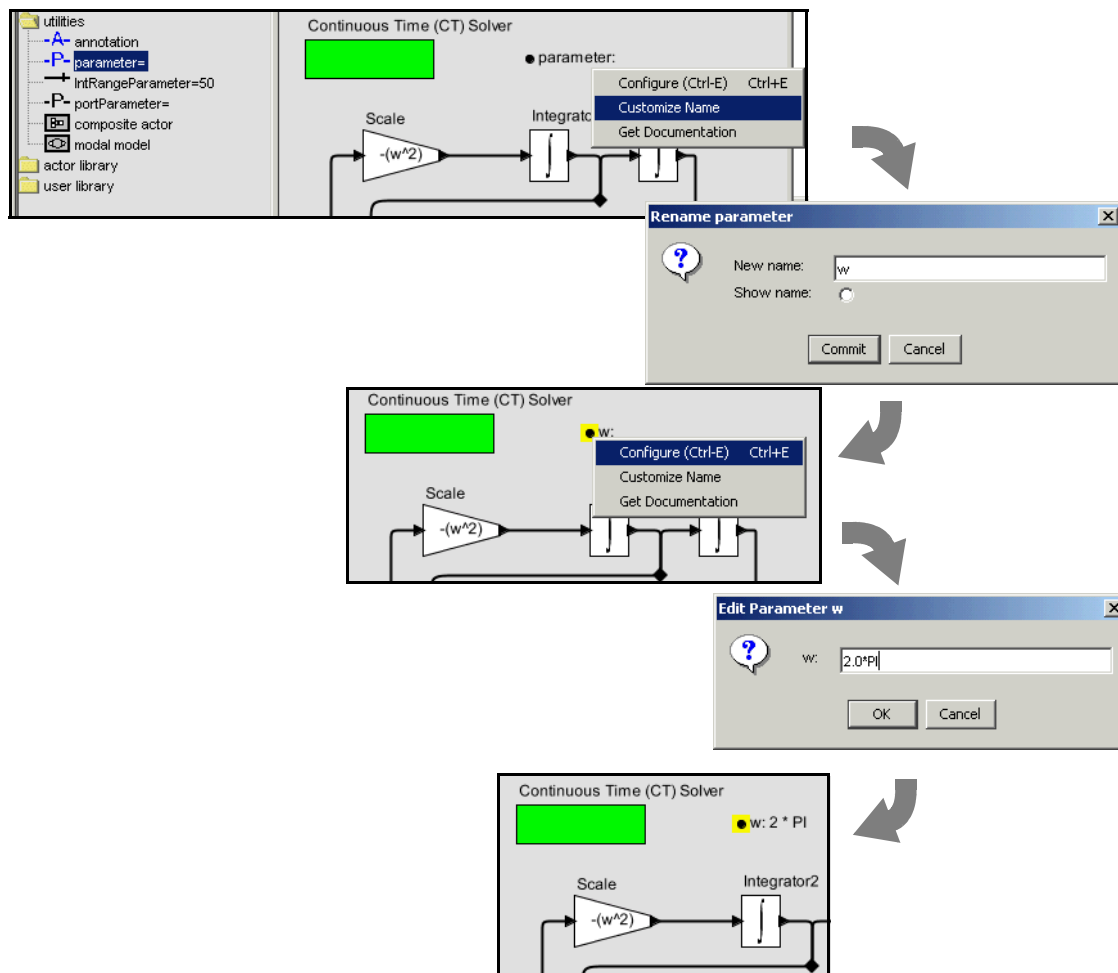 utilities
-A- annotation
-P- parameter=
IntRangeParameter=50
-P- portParameter=
composite actor
modal model
actor library
user library
Continuous Time (CT) Solver
parameter:
Configure (Ctrl-E) Ctrl+E
Customize Name
Get Documentation
Scale
Integrato
-(w^2)
∫ ∫
Rename parameter
? New name: w
Show name:
Commit Cancel
Continuous Time (CT) Solver
w:
Configure (Ctrl-E) Ctrl+E
Customize Name
Get Documentation
Scale
-(w^2)
∫ ∫
Edit Parameter w
? w: 2.0*PI
OK Cancel
Continuous Time (CT) Solver
w: 2 * PI
Scale
Integrator2
-(w^2)
∫